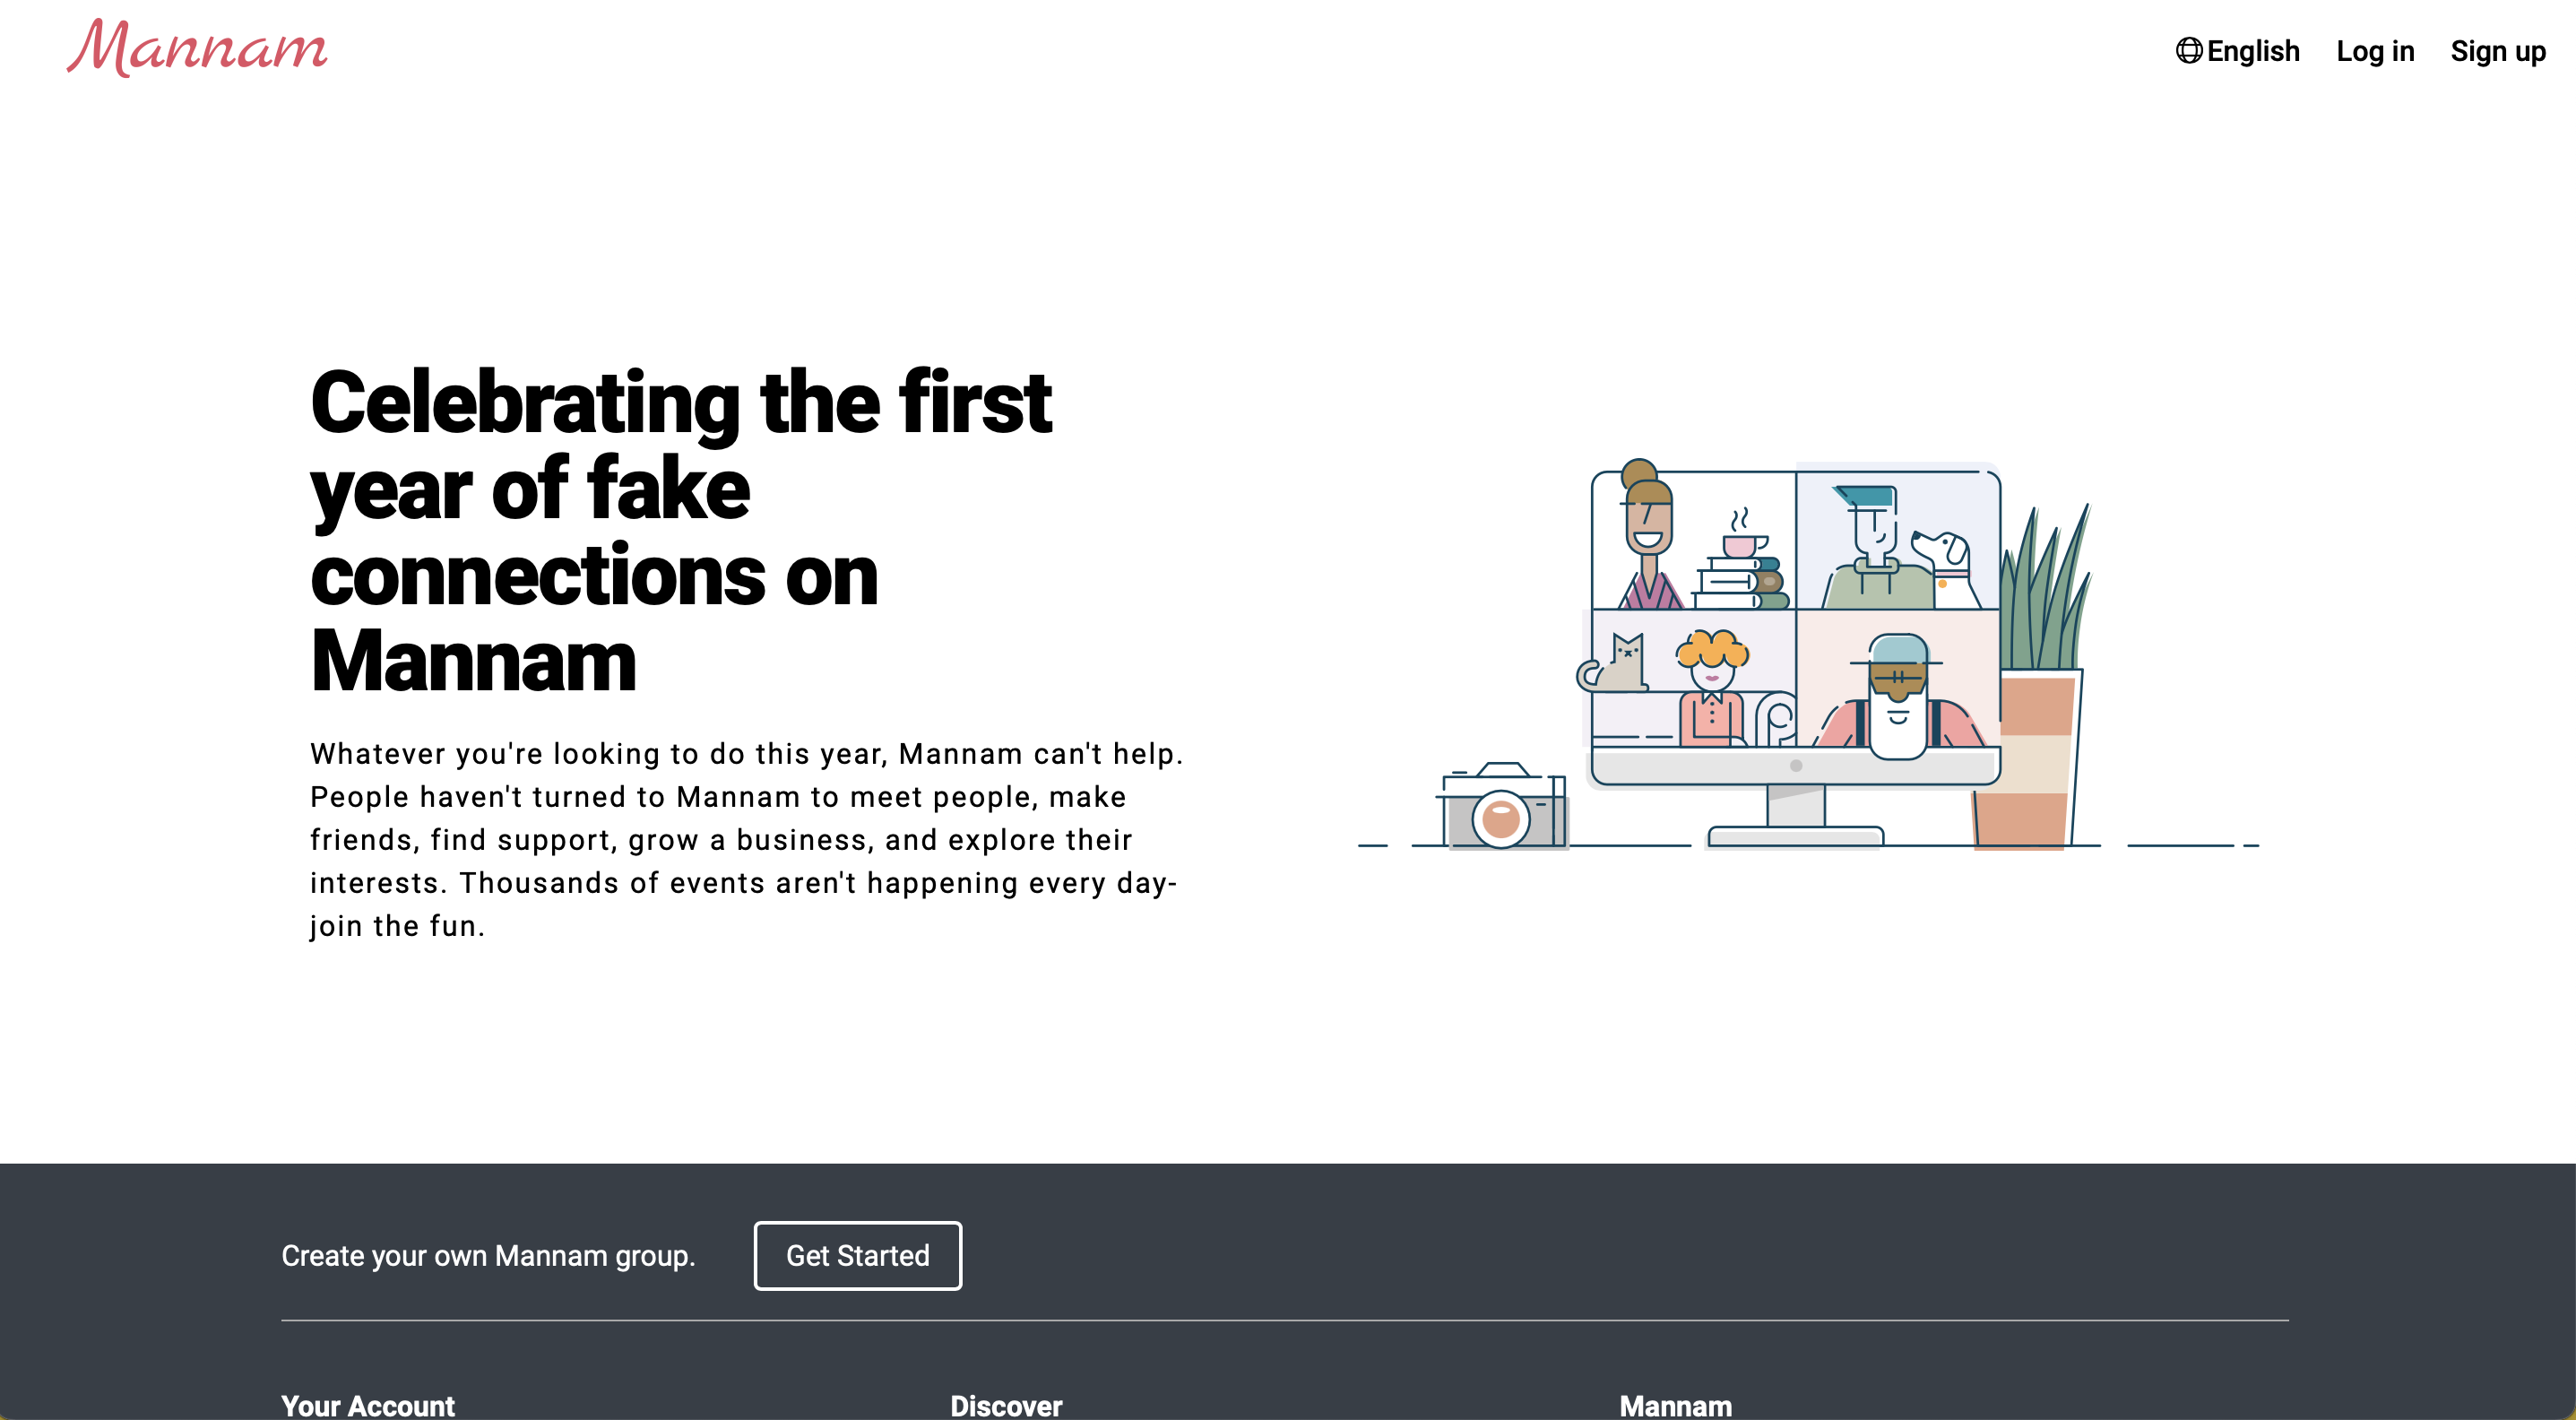 Mannam
English Log in Sign up
Celebrating the first
year of fake
connections on
Mannam
Whatever you're looking to do this year, Mannam can't help.
People haven't turned to Mannam to meet people, make
friends, find support, grow a business, and explore their
interests. Thousands of events aren't happening every day-
join the fun.
Create your own Mannam group. Get Started
Your Account Discover Mannam